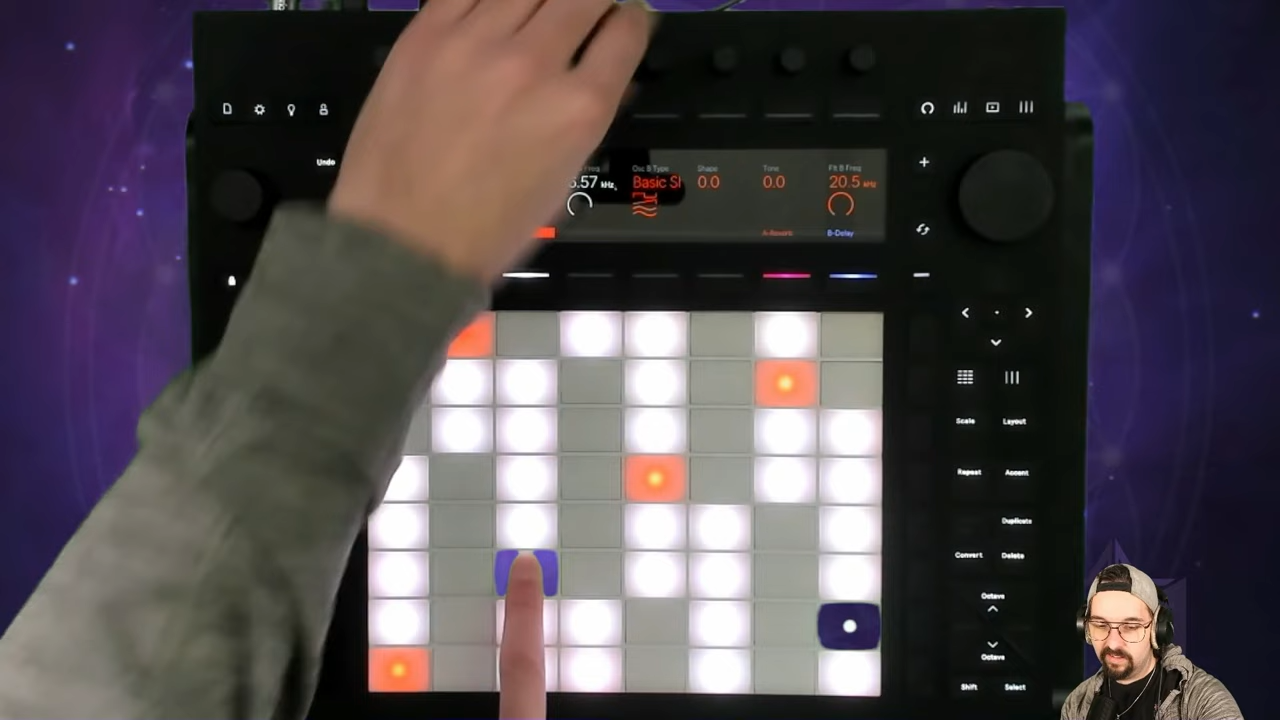 Undo
Osc B Type
Shape
Tone
Flt B Freq
5.57 kHz
Basic S
0.0
0.0
20.5 kHz
A-Reverb
B-Delay
Scale
Layout
Repeat
Accent
Duplicate
Convert
Delete
Octave
Octave
Shift
Select